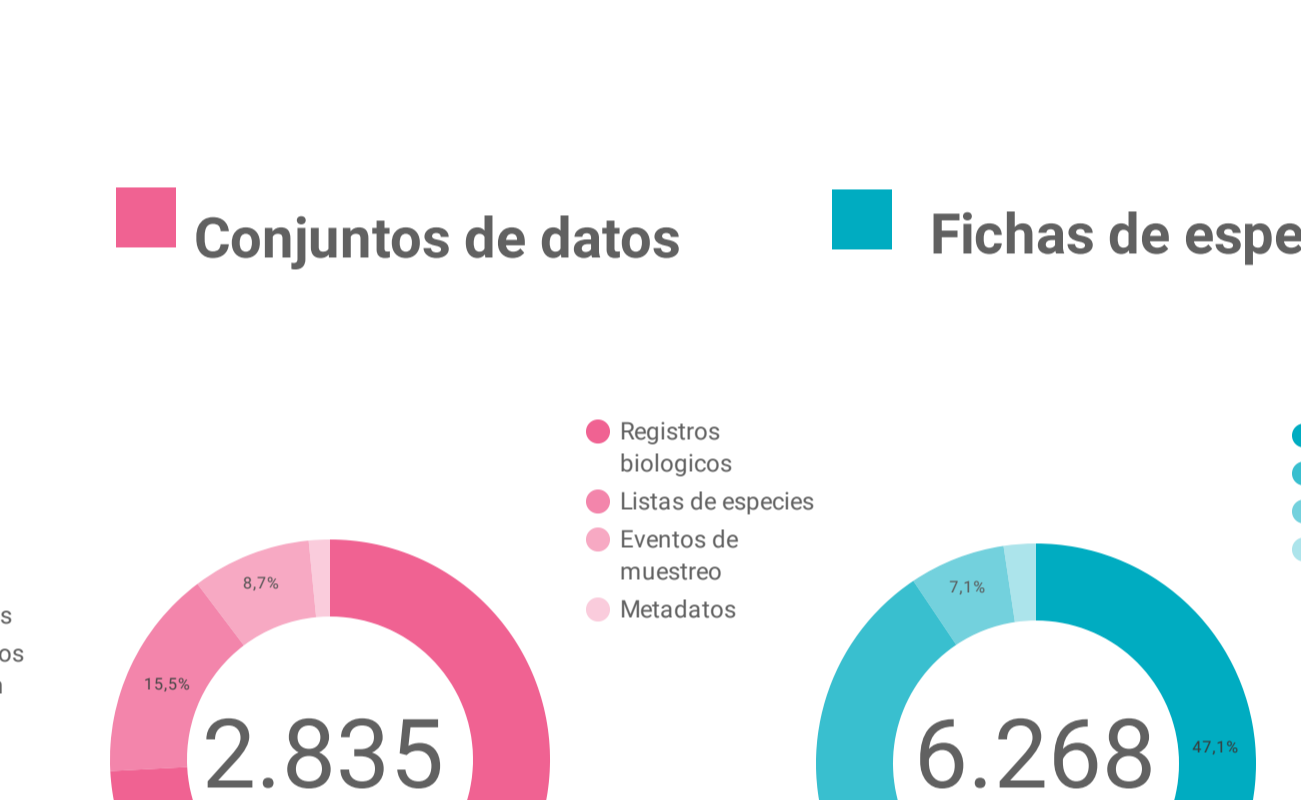 Conjuntos de datos
Registros
biologicos
Listas de especies
Eventos de
muestreo
Metadatos
8,7%
15,5%
2.835
Fichas de espe
7,1%
47,1%
6.268
s
os